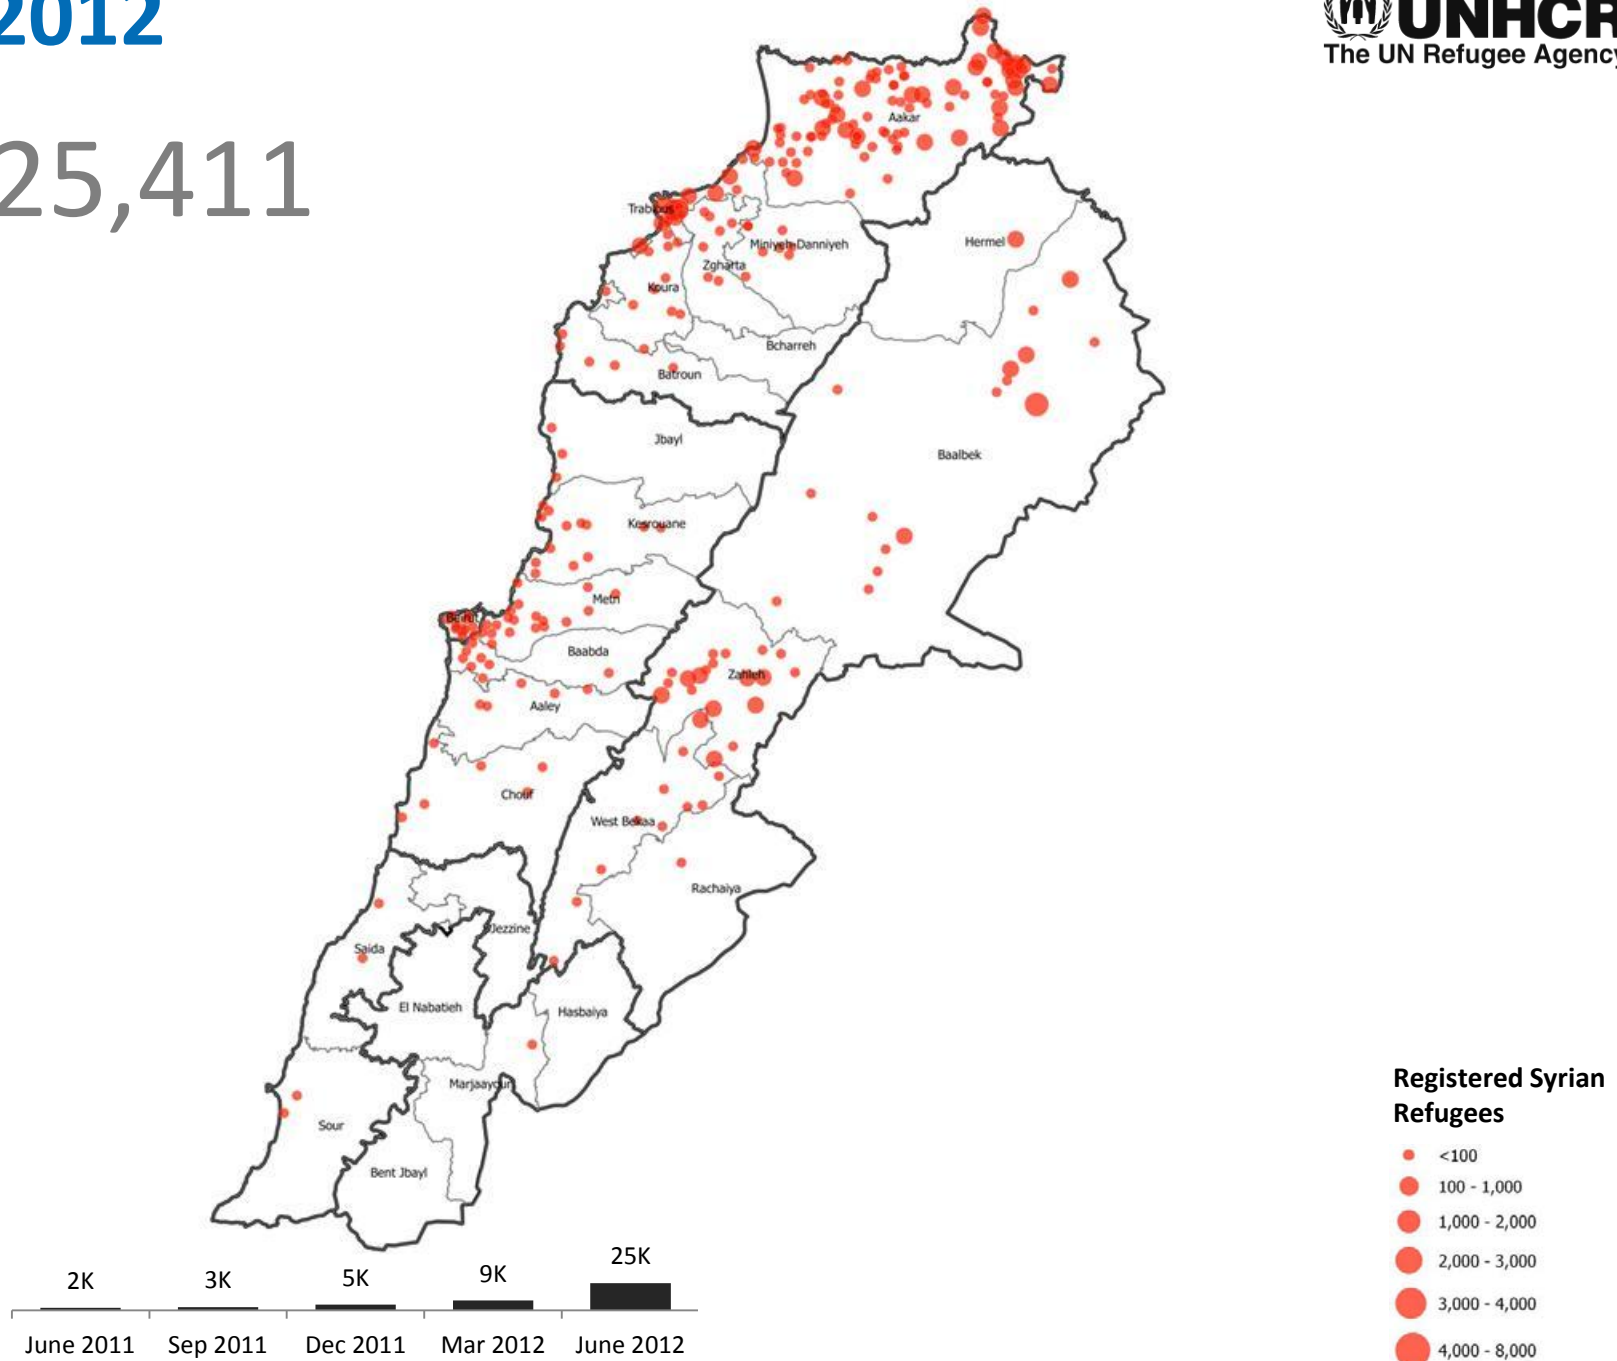 2012
UNHCR
The UN Refugee Agency
25,411
Aakar
Trablous
Miniyeh-Danniyeh
Hermel
Zgharta
Koura
Bcharreh
Batroun
Jbayl
Baalbek
Kesrouane
Metn
Beirut
Baabda
Zahleh
Aaley
Chouf
West Bekaa
Rachaiya
Jezzine
Saida
El Nabatieh
Hasbaiya
Marjaayoun
Sour
Bent Jbayl
Registered Syrian
Refugees
<100
100 - 1,000
1,000 - 2,000
2,000 - 3,000
3,000 - 4,000
4,000 - 8,000
2K 3K 5K 9K 25K
June 2011 Sep 2011 Dec 2011 Mar 2012 June 2012